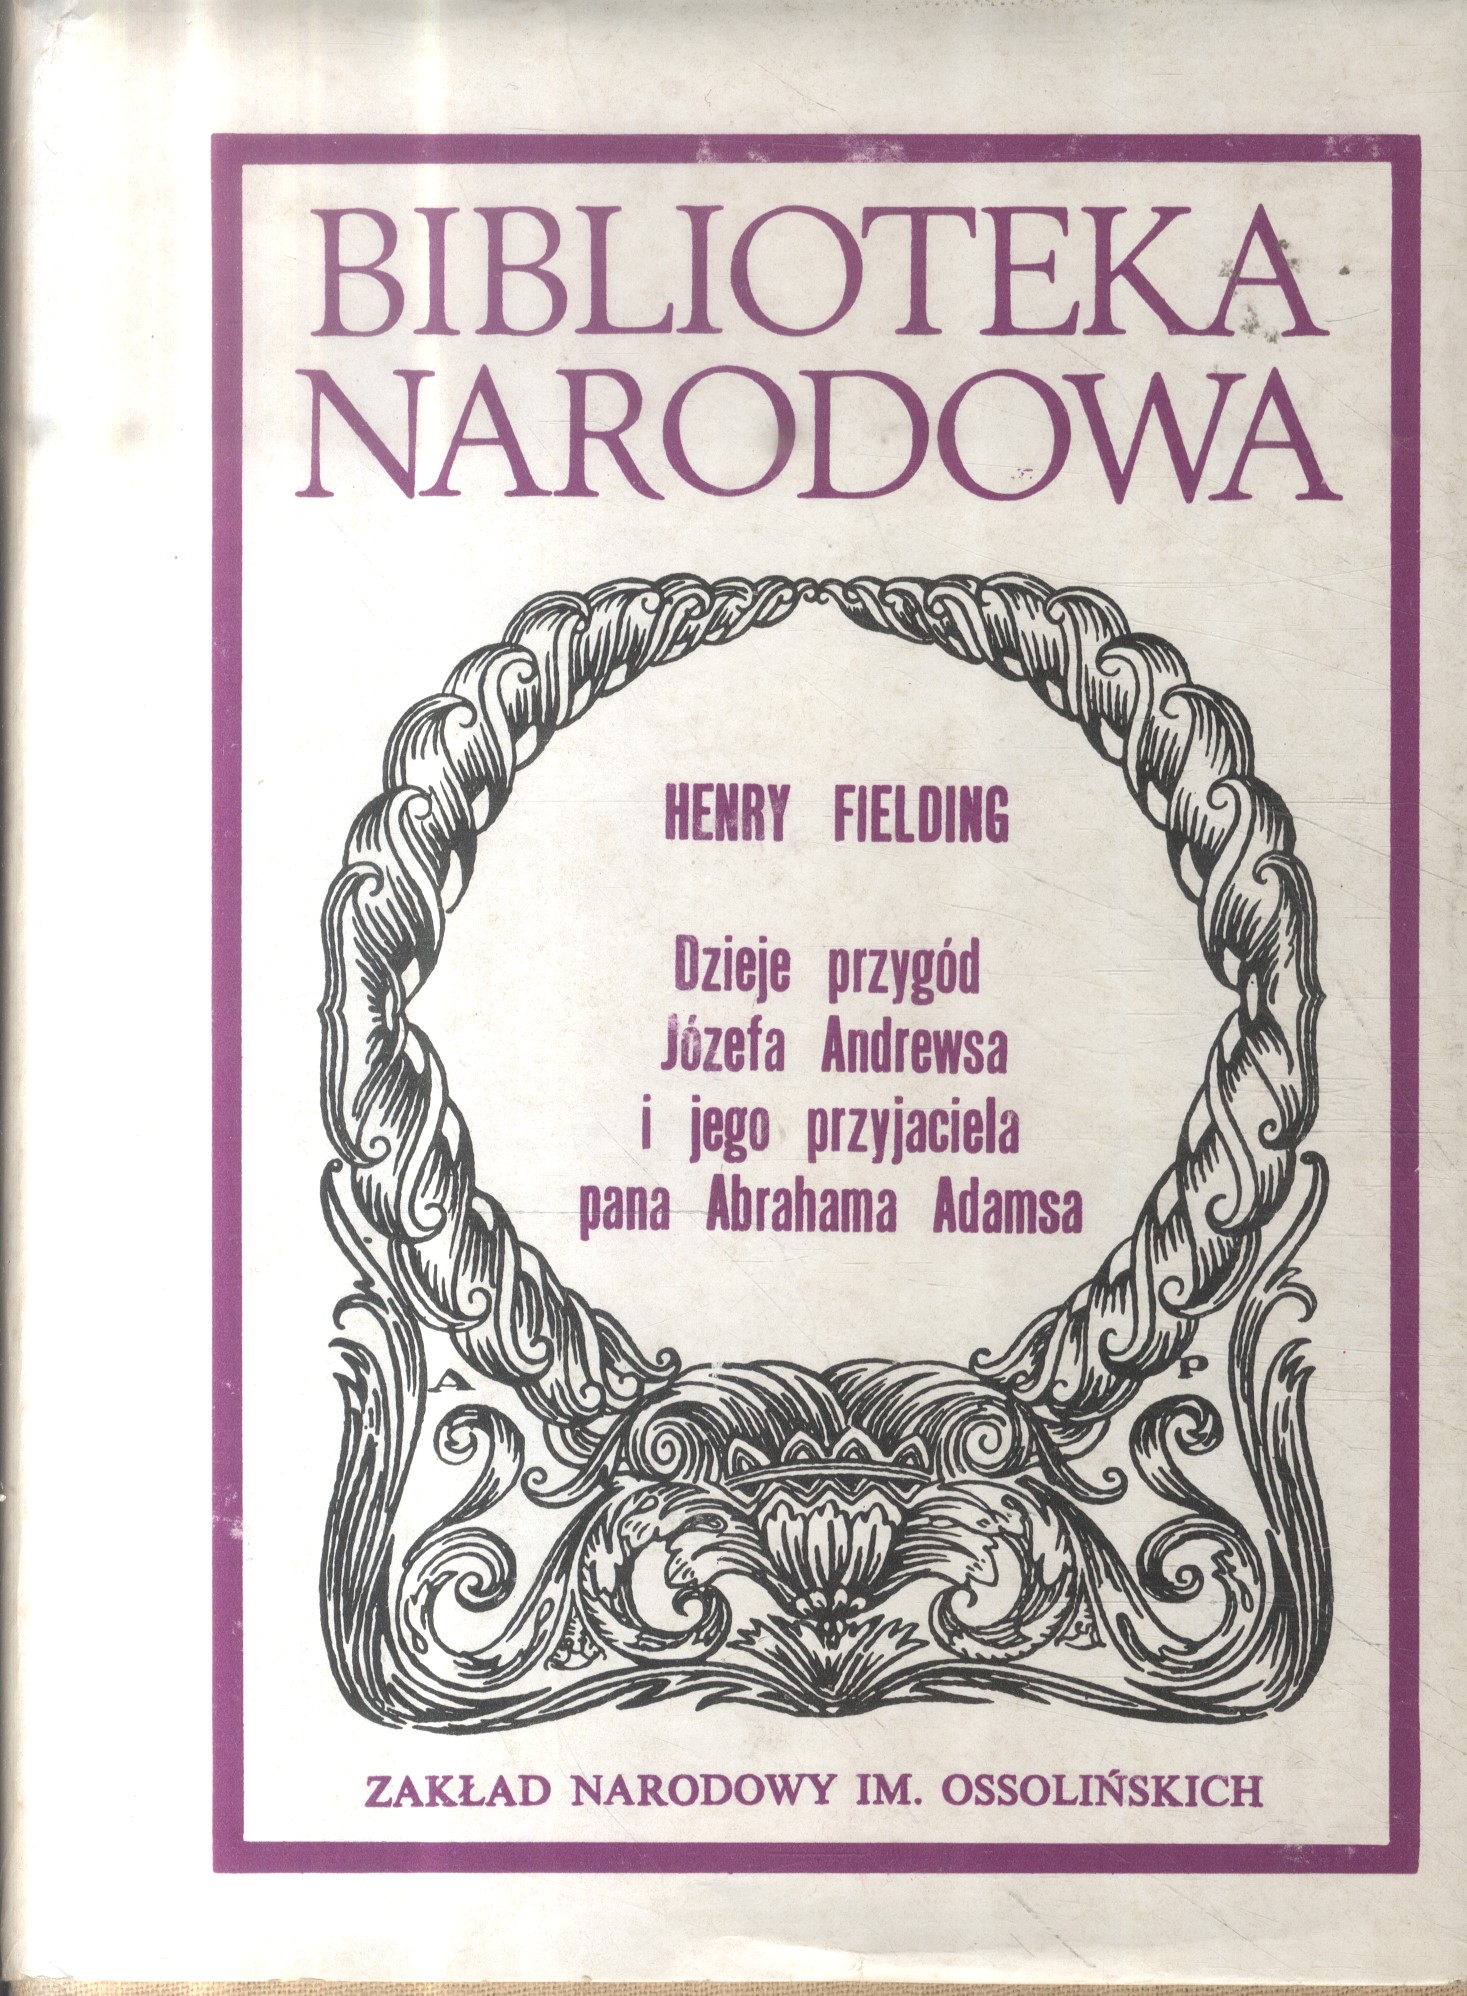 BIBLIOTEKA
NARODOWA
HENRY FIELDING
Dzieje przygód
Józefa Andrewsa
i jego przyjaciela
pana Abrahama Adamsa
A P
ZAKŁAD NARODOWY IM. OSSOLIŃSKICH